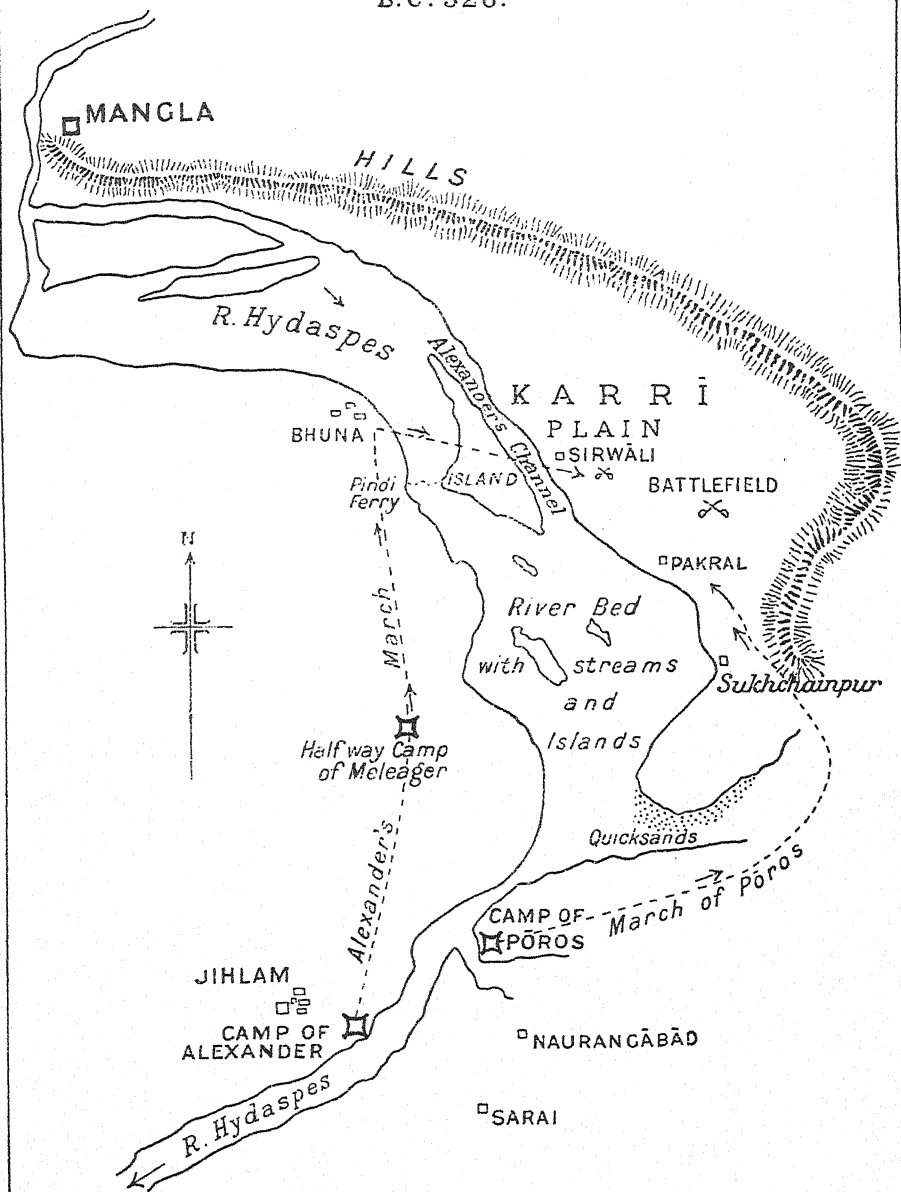 B.C. 326.
MANGLA
HILLS
R. Hydaspes
Alexander's Channel
KARRĪ
PLAIN
BHUNA
SIRWĀLI
Pindi
Ferry
ISLAND
BATTLEFIELD
N
PAKRAL
River Bed
with streams
and
Islands
March
Sukhchainpur
Halfway Camp
of Meleager
Quicksands
Alexander's
March of Pōros
CAMP OF
PŌROS
JIHLAM
CAMP OF
ALEXANDER
NAURANGĀBĀD
R. Hydaspes
SARAI